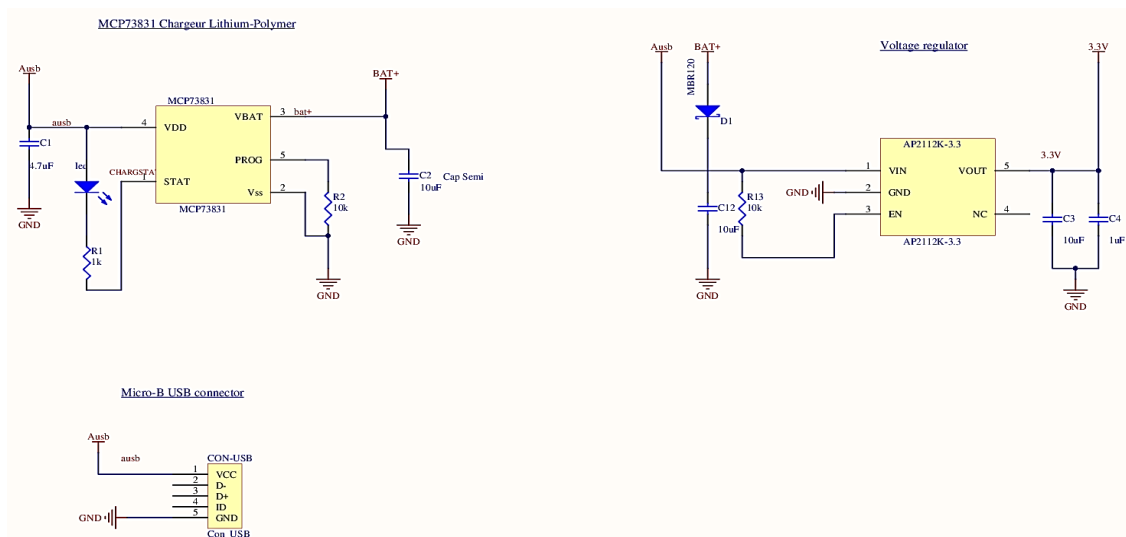 MCP73831 Chargeur Lithium-Polymer
Ausb
ausb
C1
4.7uF
GND
led
CHARGSTAT
R1
1k
MCP73831
4 VDD
1 STAT
VBAT 3 bat+
PROG 5
Vss 2
MCP73831
R2
10k
GND
BAT+
C2
10uF
Cap Semi
GND
Voltage regulator
Ausb
BAT+
MBR120
D1
C12
10uF
GND
R13
10k
AP2112K-3.3
1 VIN
GND 2 GND
3 EN
VOUT 5
NC 4
AP2112K-3.3
3.3V
3.3V
C3
10uF
C4
1uF
GND
Micro-B USB connector
Ausb
ausb
CON-USB
1 VCC
2 D-
3 D+
4 ID
GND 5 GND
Con_USB